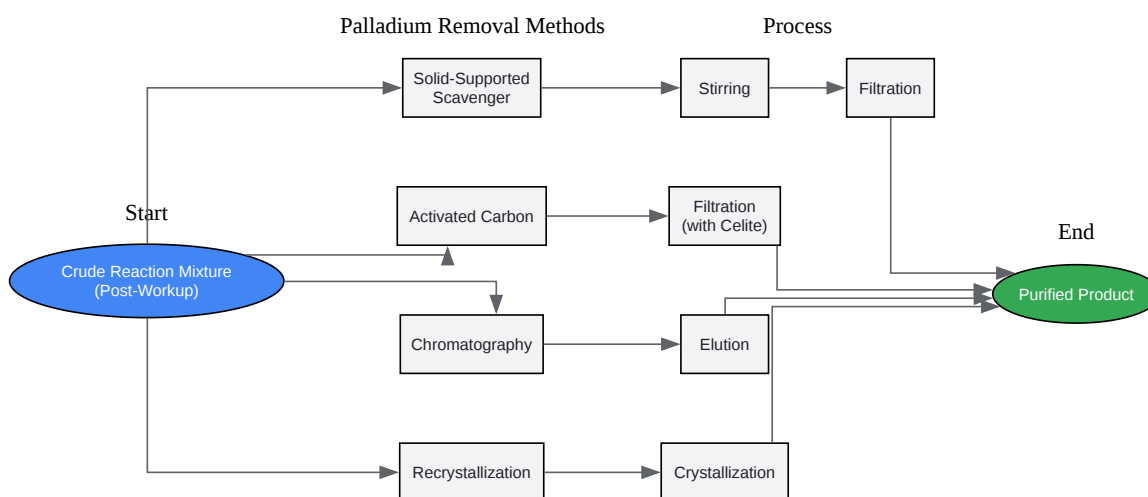 Palladium Removal Methods
Process
Solid-Supported
Scavenger
Stirring
Filtration
Start
Activated Carbon
Filtration
(with Celite)
End
Crude Reaction Mixture
(Post-Workup)
Purified Product
Chromatography
Elution
Recrystallization
Crystallization